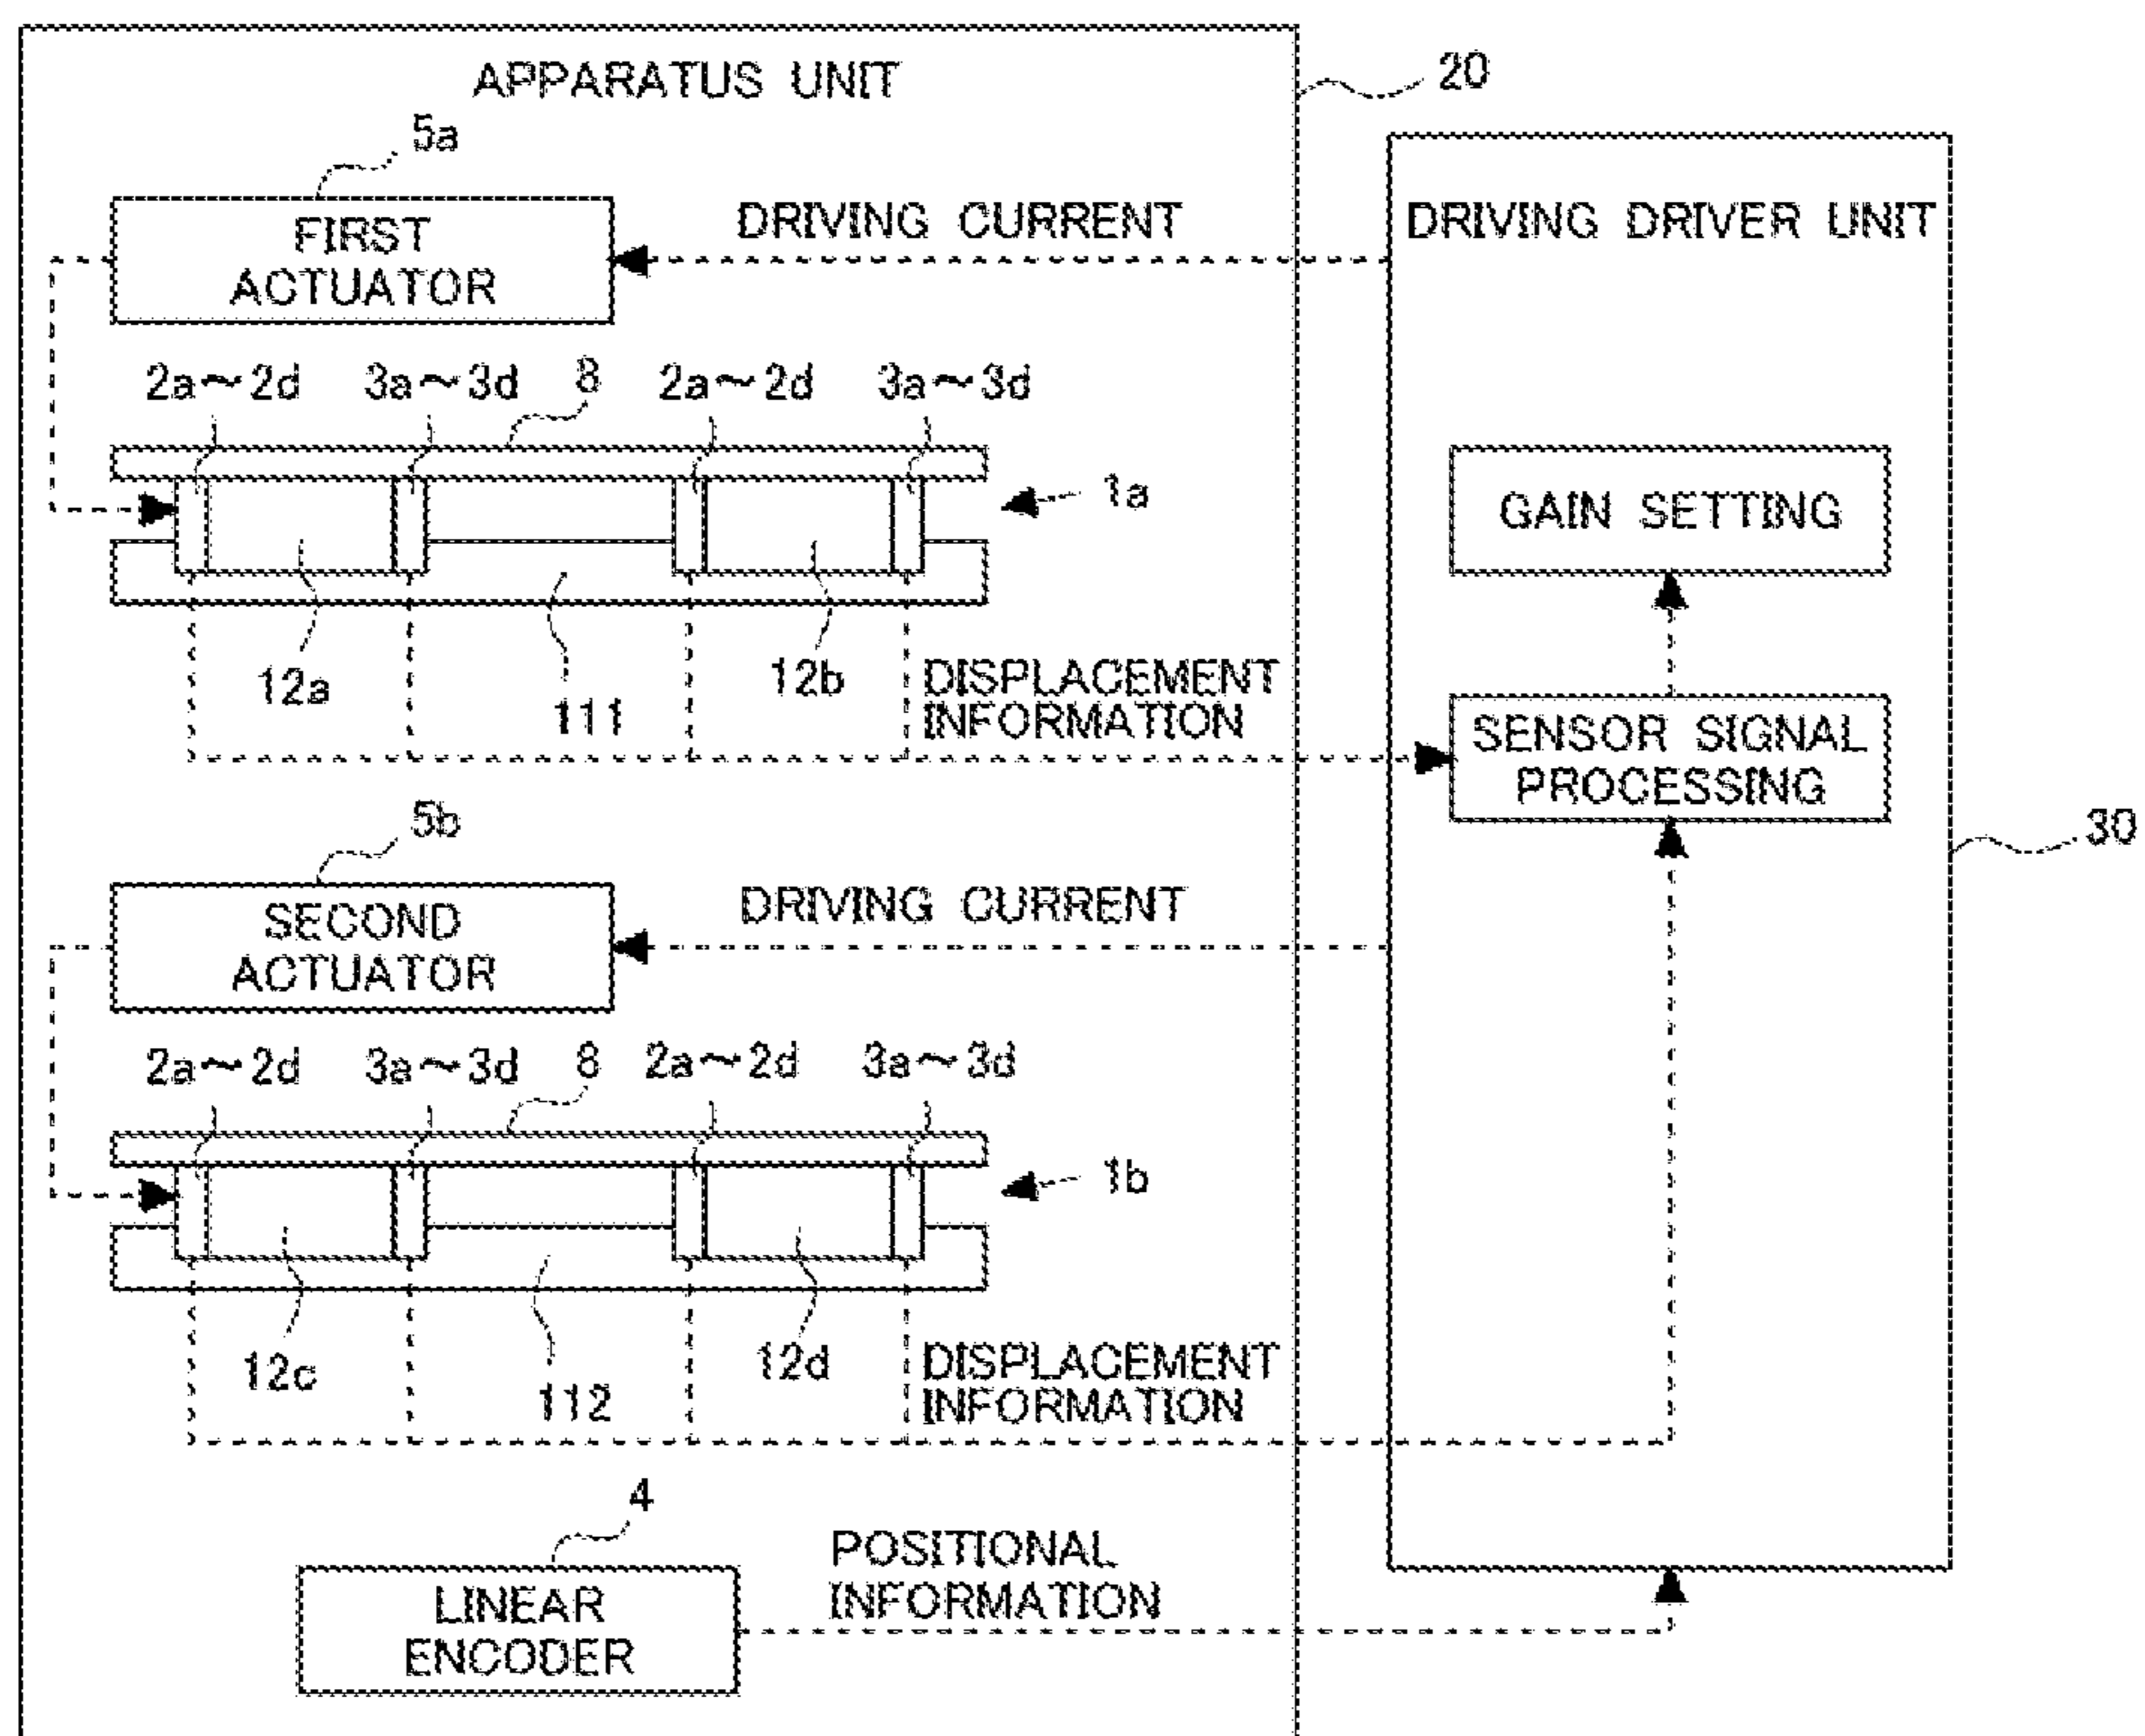 APPARATUS UNIT
20
5a
FIRST
ACTUATOR
DRIVING CURRENT
DRIVING DRIVER UNIT
2a~2d
3a~3d
8
2a~2d
3a~3d
1a
GAIN SETTING
12a
111
12b
DISPLACEMENT
INFORMATION
SENSOR SIGNAL
PROCESSING
30
5b
SECOND
ACTUATOR
DRIVING CURRENT
2a~2d
3a~3d
8
2a~2d
3a~3d
1b
12c
112
12d
DISPLACEMENT
INFORMATION
4
LINEAR
ENCODER
POSITIONAL
INFORMATION